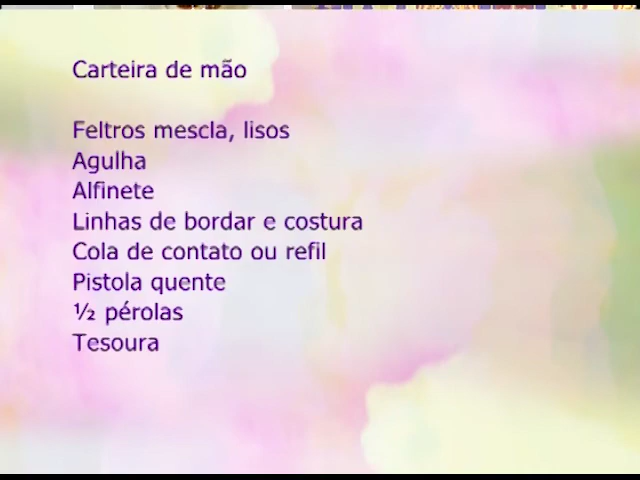 Carteira de mão
Feltros mescla, lisos
Agulha
Alfinete
Linhas de bordar e costura
Cola de contato ou refil
Pistola quente
½ pérolas
Tesoura